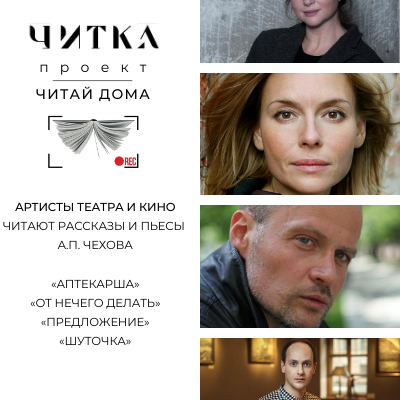 ЧИТКА
проект
ЧИТАЙ ДОМА
REC
АРТИСТЫ ТЕАТРА И КИНО
ЧИТАЮТ РАССКАЗЫ И ПЬЕСЫ
А.П. ЧЕХОВА
«АПТЕКАРША»
«ОТ НЕЧЕГО ДЕЛАТЬ»
«ПРЕДЛОЖЕНИЕ»
«ШУТОЧКА»